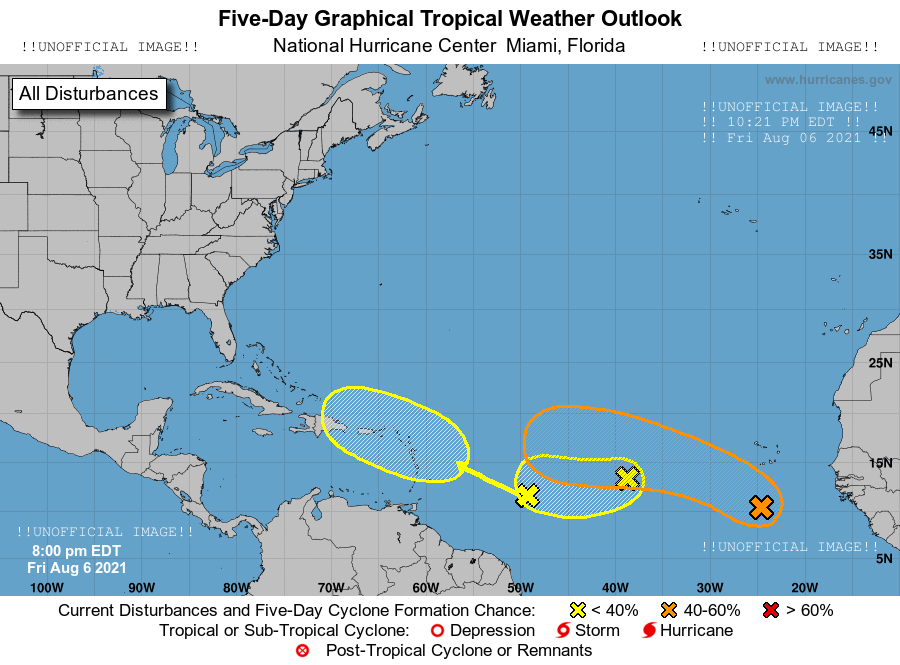 Five-Day Graphical Tropical Weather Outlook
!!UNOFFICIAL IMAGE!! National Hurricane Center Miami, Florida !!UNOFFICIAL IMAGE!!
All Disturbances
www.hurricanes.gov
!!UNOFFICIAL IMAGE!!
!! 10:21 PM EDT !!
!! Fri Aug 06 2021 !!
45N
35N
25N
15N
!!UNOFFICIAL IMAGE!!
8:00 pm EDT
Fri Aug 6 2021
!!UNOFFICIAL IMAGE!!
5N
100W 90W 80W 70W 60W 50W 40W 30W 20W
Current Disturbances and Five-Day Cyclone Formation Chance: < 40% 40-60% > 60%
Tropical or Sub-Tropical Cyclone: Depression Storm Hurricane
Post-Tropical Cyclone or Remnants